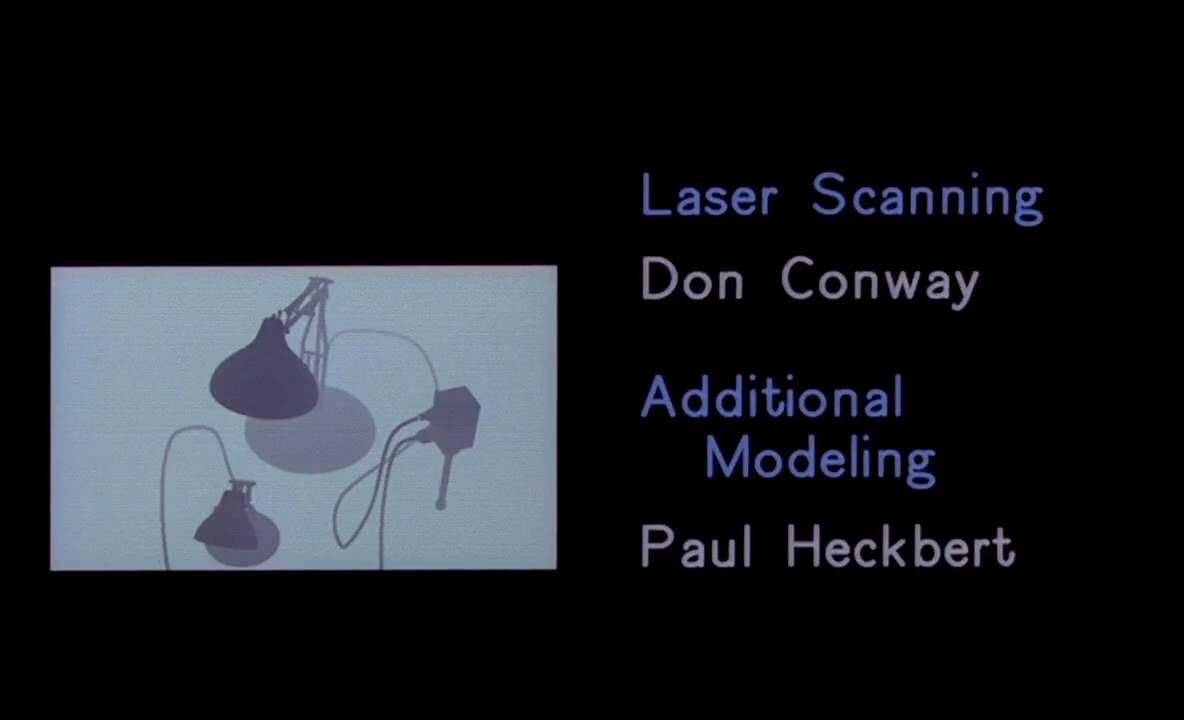 Laser Scanning
Don Conway
Additional
Modeling
Paul Heckbert